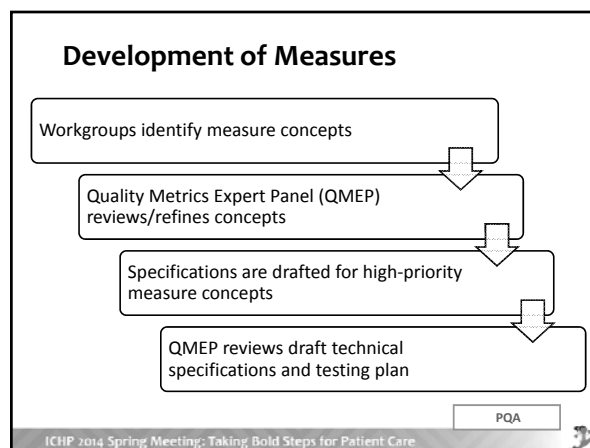 Development of Measures
Workgroups identify measure concepts
Quality Metrics Expert Panel (QMEP)
reviews/refines concepts
Specifications are drafted for high-priority
measure concepts
QMEP reviews draft technical
specifications and testing plan
PQA
ICHP 2014 Spring Meeting: Taking Bold Steps for Patient Care